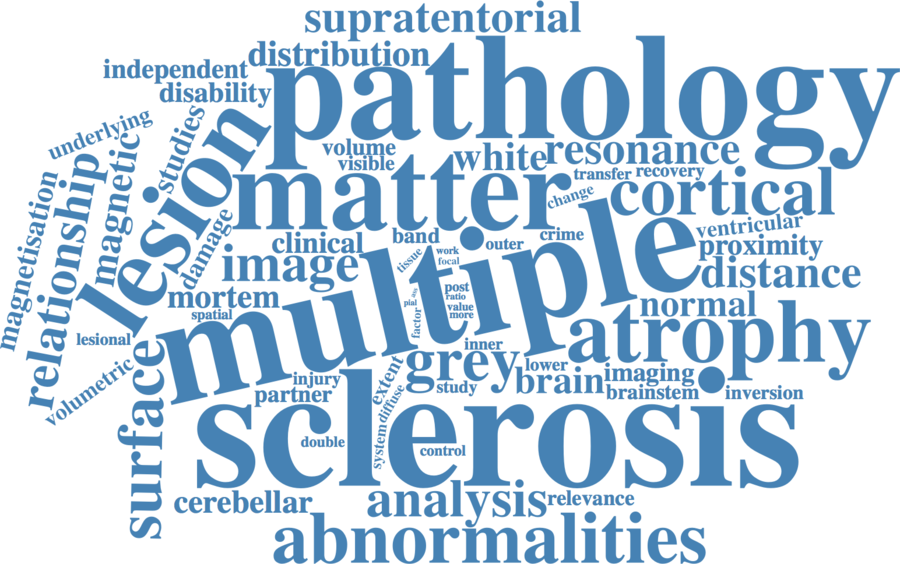 supratentorial
distribution
independent
disability
pathology
underlying
studies
lesion
volume
visible
white
resonance
matter
transfer
recovery
change
cortical
magnetisation
relationship
magnetic
damage
clinical
band
outer
crime
ventricular
proximity
image
tissue
work
focal
multiple
distance
mortem
spatial
post
ratio
value
more
pial
factor
normal
atrophy
lesional
volumetric
surface
inner
grey
lower
brain
imaging
study
brainstem
inversion
injury
partner
extent
diffuse
system
sclerosis
double
control
cerebellar
analysis
relevance
abnormalities